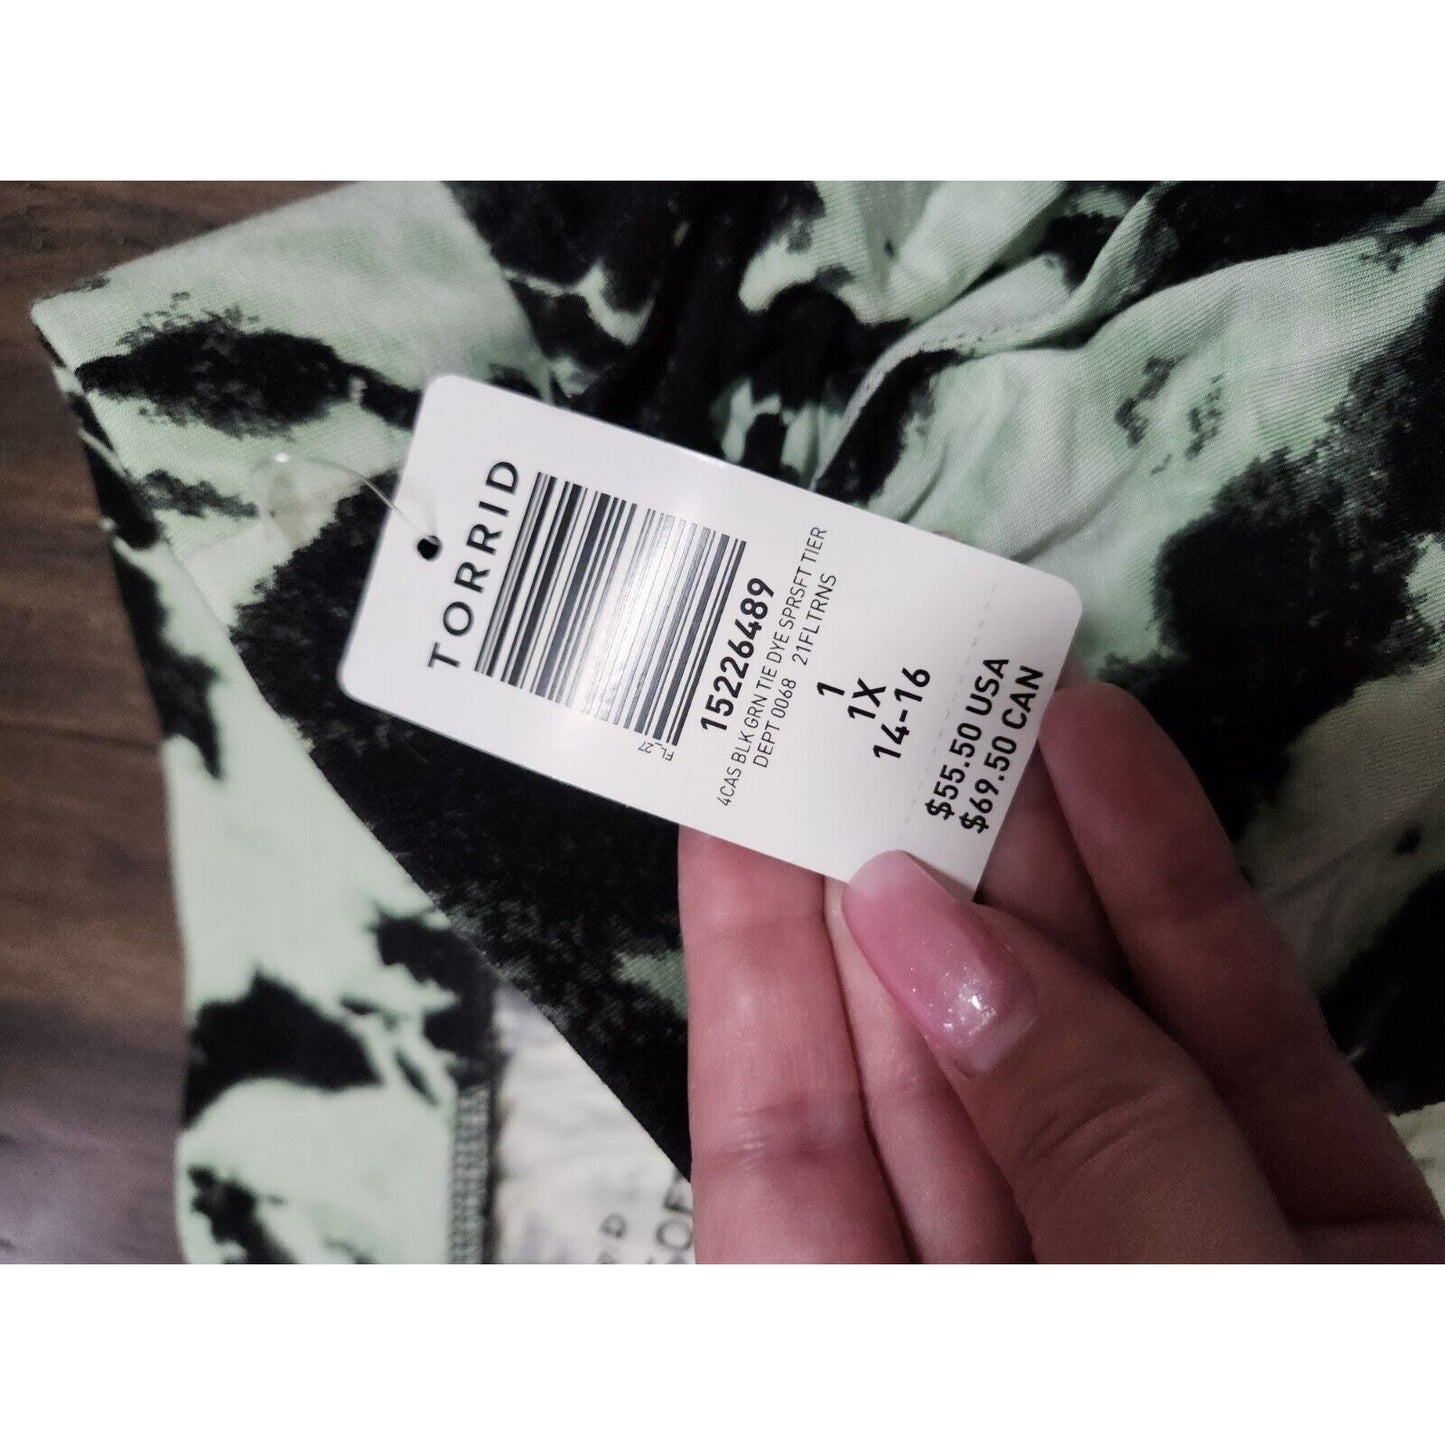 TORRID
TL_27
15226489
4CAS BLK GRN TIE DYE SPRSFT TIER
DEPT 0068 21FLTRNS
1
1X
14-16
$55.50 USA
$69.50 CAN